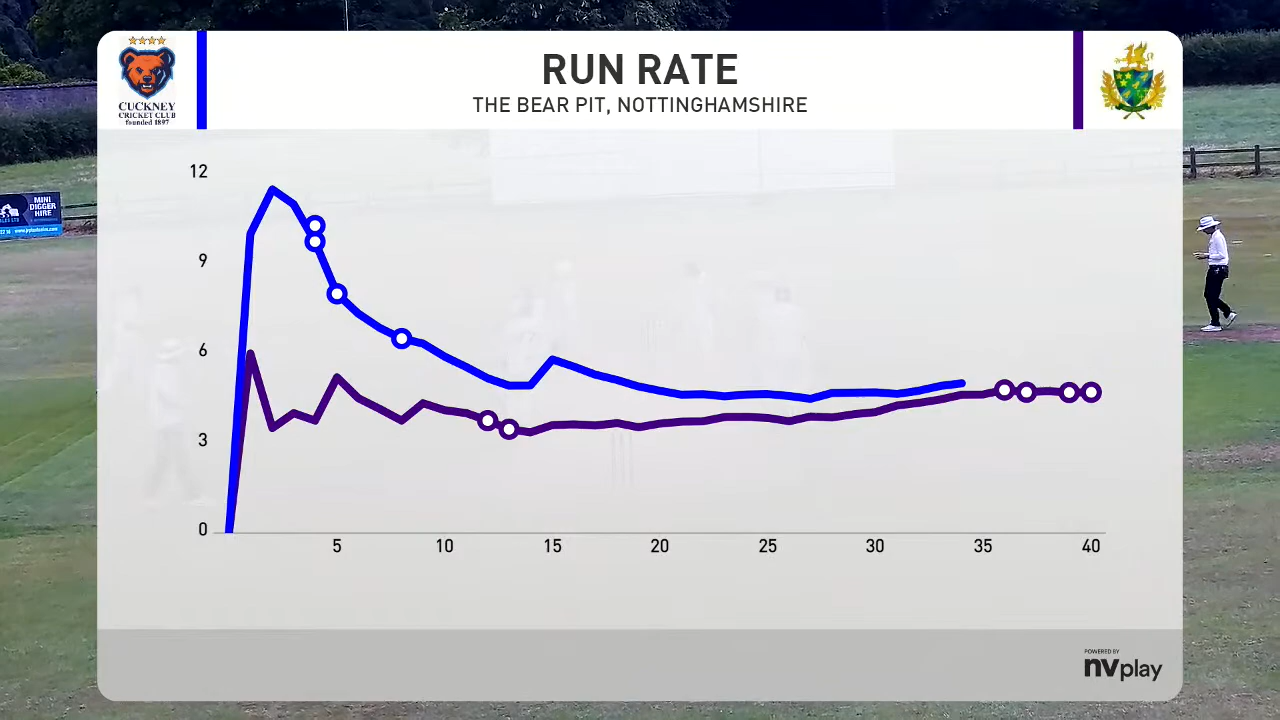 RUN RATE
THE BEAR PIT, NOTTINGHAMSHIRE
CUCKNEY
CRICKET CLUB
founded 1897
12
9
6
3
0
5
10
15
20
25
30
35
40
MINI
DIGGER
HIRE
POWERED BY
nvplay